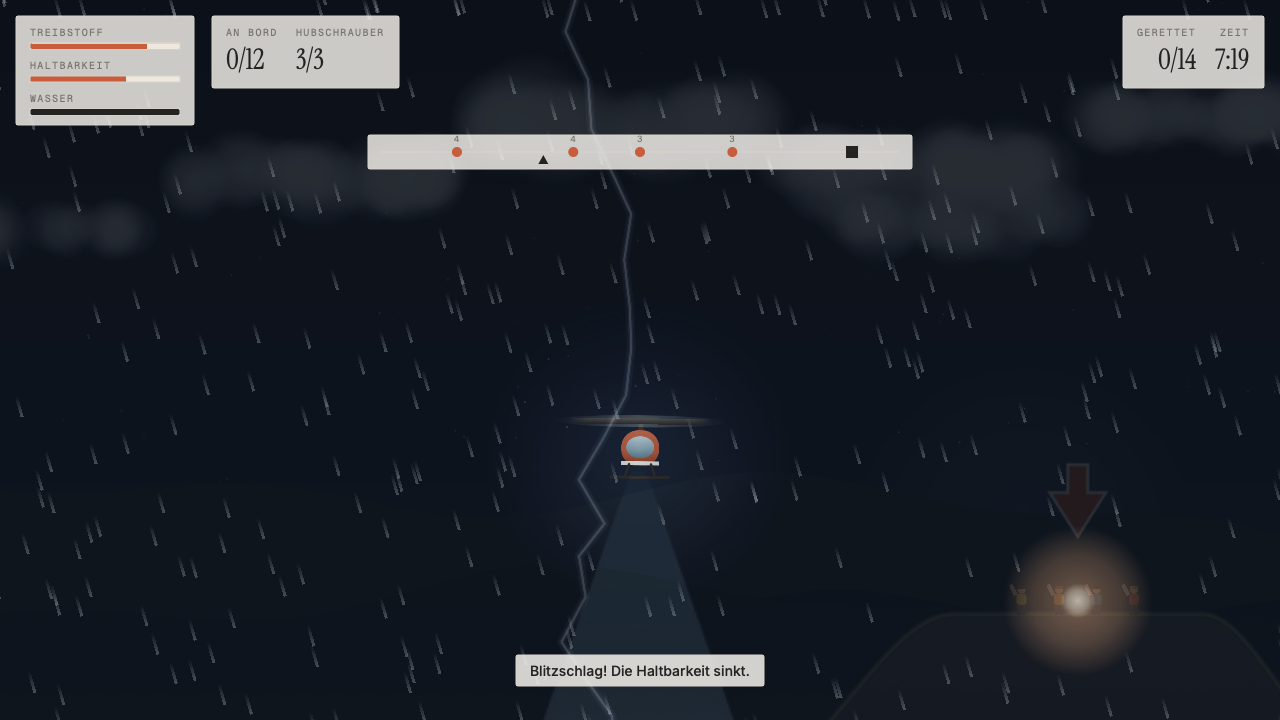 TREIBSTOFF
HALTBARKEIT
WASSER
AN BORD HUBSCHRAUBER
0/12 3/3
GERETTET ZEIT
0/14 7:19
4 4 3 3
Blitzschlag! Die Haltbarkeit sinkt.